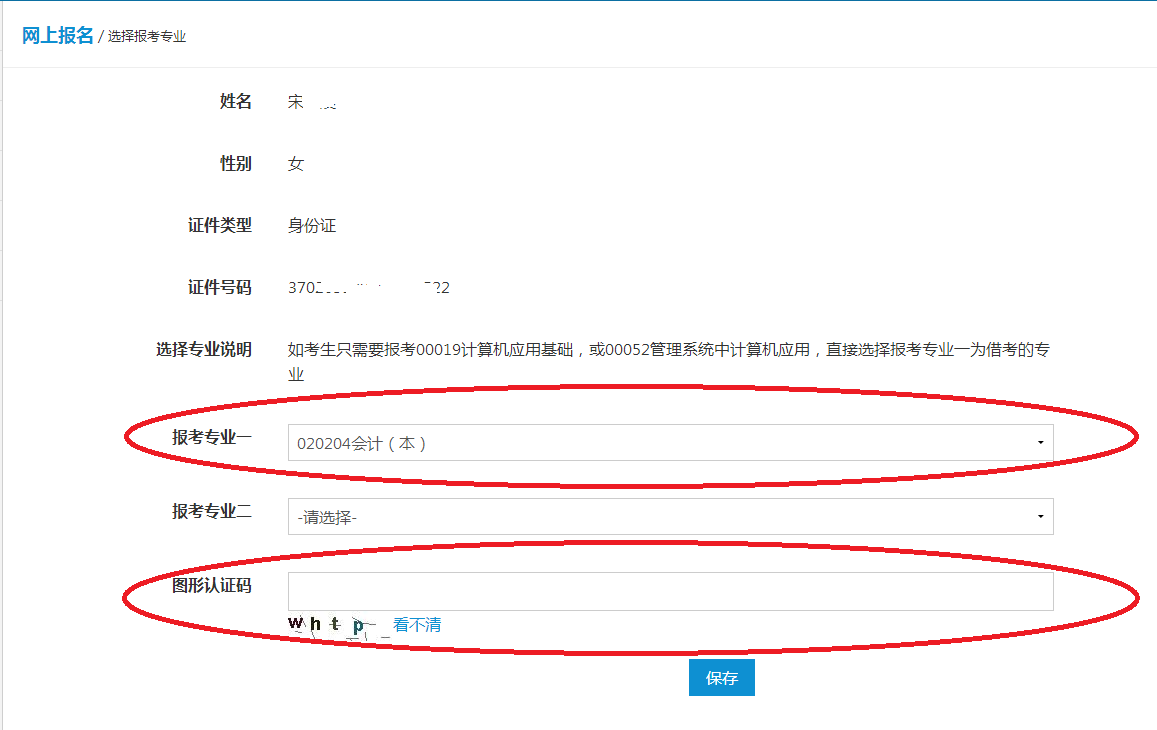 网上报名 / 选择报考专业
姓名 宋
性别 女
证件类型 身份证
证件号码 370 22
选择专业说明 如考生只需要报考00019计算机应用基础，或00052管理系统中计算机应用，直接选择报考专业一为借考的专
业
报考专业一 020204会计（本）
报考专业二 -请选择-
图形认证码
w h t p 看不清
保存